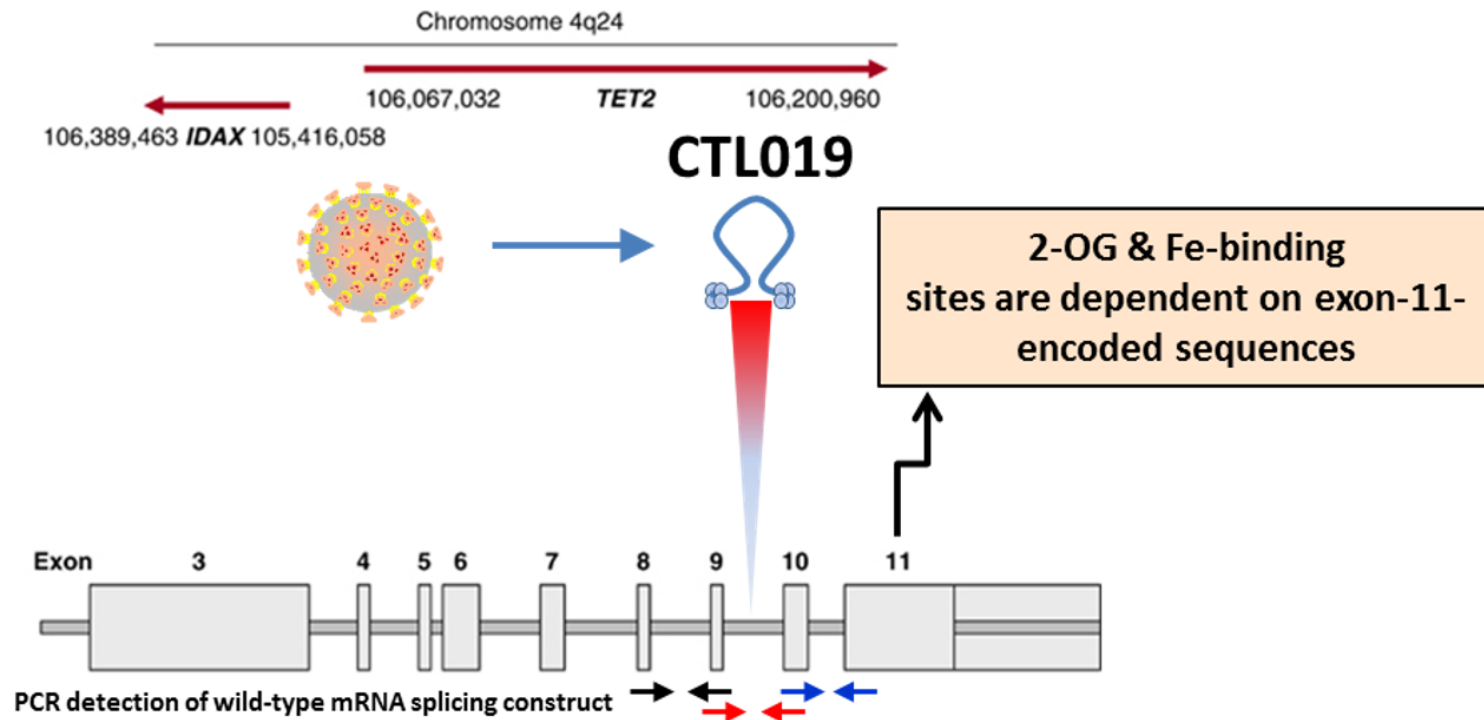 Chromosome 4q24
106,067,032 TET2 106,200,960
106,389,463 IDAX 105,416,058
CTL019
2-OG & Fe-binding
sites are dependent on exon-11-
encoded sequences
Exon 3 4 5 6 7 8 9 10 11
PCR detection of wild-type mRNA splicing construct